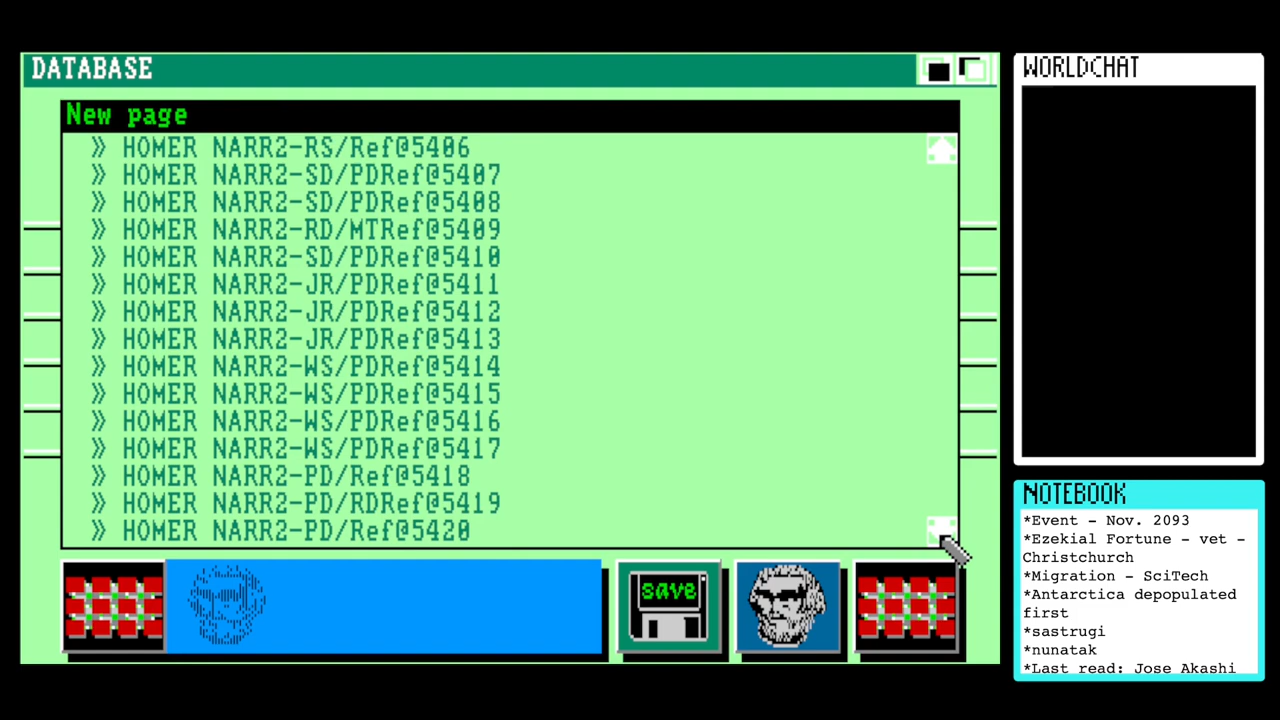 DATABASE
New page
» HOMER NARR2-RS/Ref@5406
» HOMER NARR2-SD/PDRef@5407
» HOMER NARR2-SD/PDRef@5408
» HOMER NARR2-RD/MTRef@5409
» HOMER NARR2-SD/PDRef@5410
» HOMER NARR2-JR/PDRef@5411
» HOMER NARR2-JR/PDRef@5412
» HOMER NARR2-JR/PDRef@5413
» HOMER NARR2-WS/PDRef@5414
» HOMER NARR2-WS/PDRef@5415
» HOMER NARR2-WS/PDRef@5416
» HOMER NARR2-WS/PDRef@5417
» HOMER NARR2-PD/Ref@5418
» HOMER NARR2-PD/RDRef@5419
» HOMER NARR2-PD/Ref@5420
save
WORLDCHAT
NOTEBOOK
*Event - Nov. 2093
*Ezekial Fortune - vet -
Christchurch
*Migration - SciTech
*Antarctica depopulated
first
*sastrugi
*nunatak
*Last read: Jose Akashi